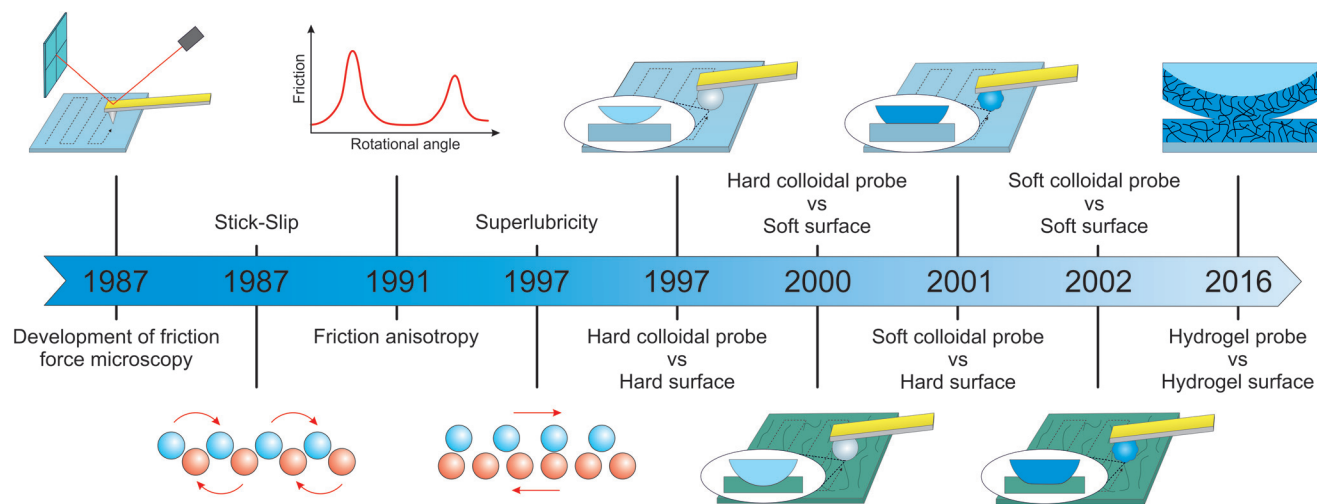 Friction
Rotational angle
Stick-Slip
Superlubricity
Hard colloidal probe
vs
Soft surface
Soft colloidal probe
vs
Soft surface
1987
1987
1991
1997
1997
2000
2001
2002
2016
Development of friction
force microscopy
Friction anisotropy
Hard colloidal probe
vs
Hard surface
Soft colloidal probe
vs
Hard surface
Hydrogel probe
vs
Hydrogel surface